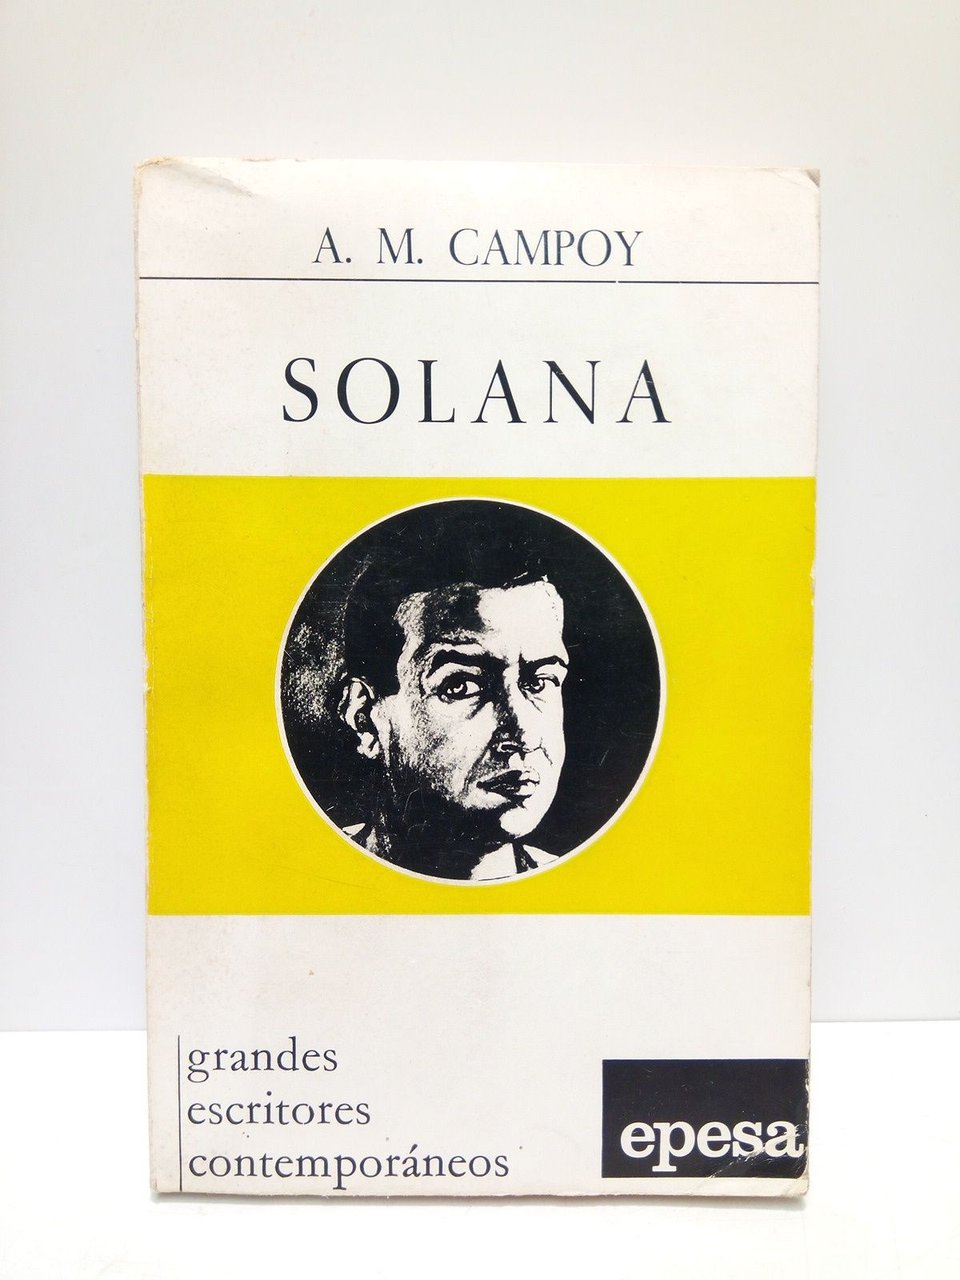 A. M. CAMPOY
SOLANA
grandes
escritores
contemporáneos
epesa